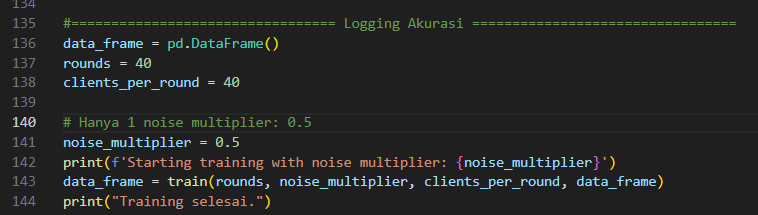 134
135 #================================= Logging Akurasi =================================
136 data_frame = pd.DataFrame()
137 rounds = 40
138 clients_per_round = 40
139
140 # Hanya 1 noise multiplier: 0.5
141 noise_multiplier = 0.5
142 print(f'Starting training with noise multiplier: {noise_multiplier}')
143 data_frame = train(rounds, noise_multiplier, clients_per_round, data_frame)
144 print("Training selesai.")